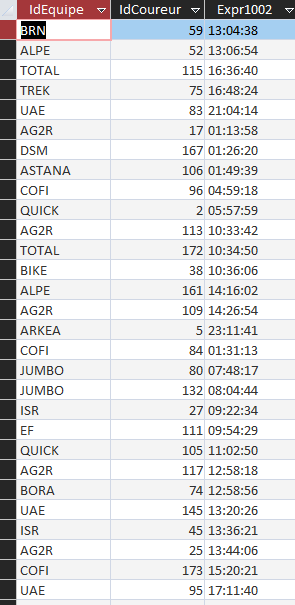 IdEquipe IdCoureur Expr1002
BRN 59 13:04:38
ALPE 52 13:06:54
TOTAL 115 16:36:40
TREK 75 16:48:24
UAE 83 21:04:14
AG2R 17 01:13:58
DSM 167 01:26:20
ASTANA 106 01:49:39
COFI 96 04:59:18
QUICK 2 05:57:59
AG2R 113 10:33:42
TOTAL 172 10:34:50
BIKE 38 10:36:06
ALPE 161 14:16:02
AG2R 109 14:26:54
ARKEA 5 23:11:41
COFI 84 01:31:13
JUMBO 80 07:48:17
JUMBO 132 08:04:44
ISR 27 09:22:34
EF 111 09:54:29
QUICK 105 11:02:50
AG2R 117 12:58:18
BORA 74 12:58:56
UAE 145 13:20:26
ISR 45 13:36:21
AG2R 25 13:44:06
COFI 173 15:20:21
UAE 95 17:11:40